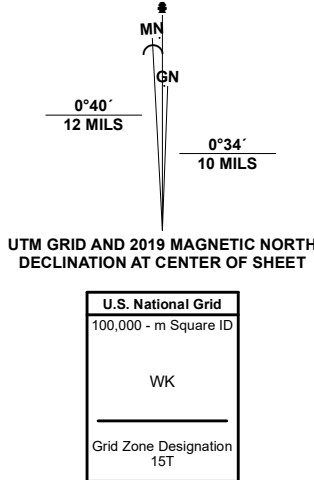 MN
GN
0°40´
12 MILS
0°34´
10 MILS
UTM GRID AND 2019 MAGNETIC NORTH
DECLINATION AT CENTER OF SHEET
U.S. National Grid
100,000 - m Square ID
WK
Grid Zone Designation
15T